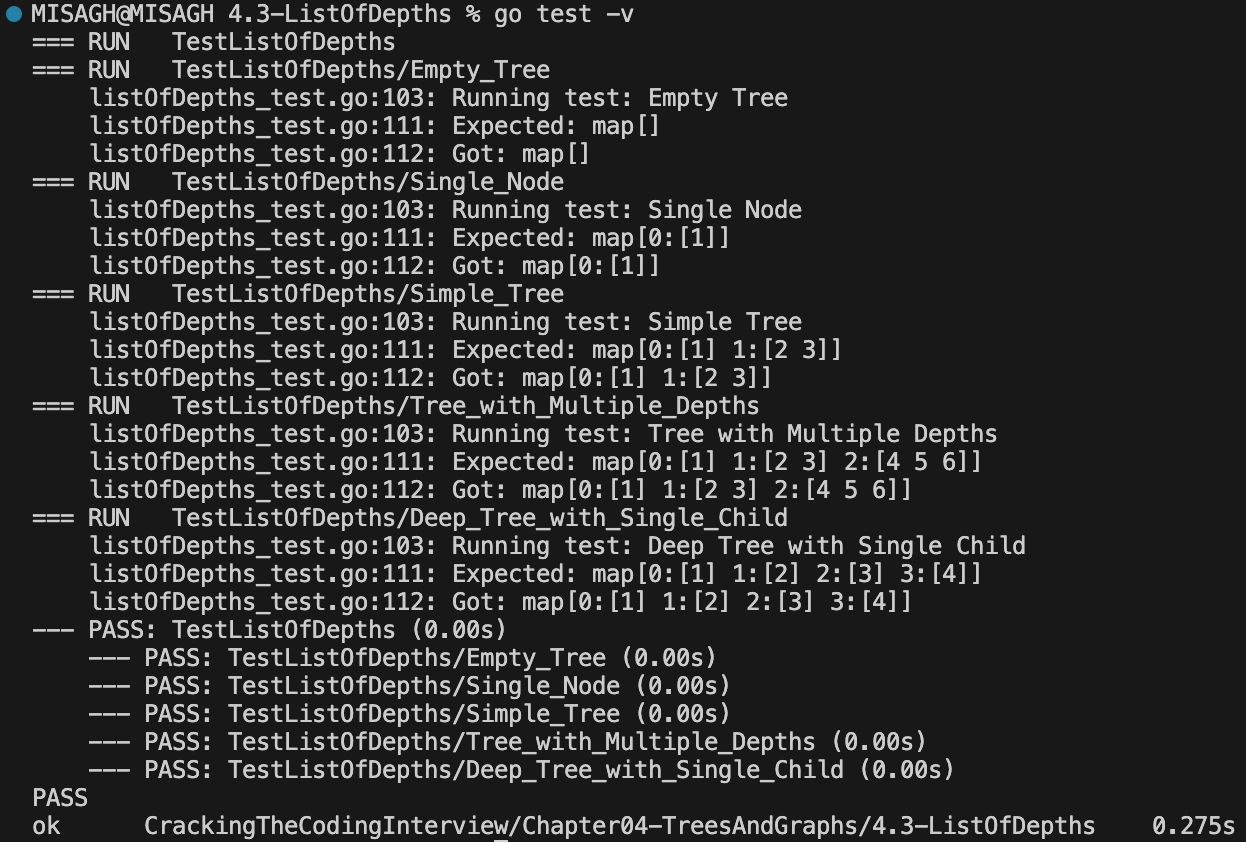 MISAGH@MISAGH 4.3-ListOfDepths % go test -v
=== RUN   TestListOfDepths
=== RUN   TestListOfDepths/Empty_Tree
    listOfDepths_test.go:103: Running test: Empty Tree
    listOfDepths_test.go:111: Expected: map[]
    listOfDepths_test.go:112: Got: map[]
=== RUN   TestListOfDepths/Single_Node
    listOfDepths_test.go:103: Running test: Single Node
    listOfDepths_test.go:111: Expected: map[0:[1]]
    listOfDepths_test.go:112: Got: map[0:[1]]
=== RUN   TestListOfDepths/Simple_Tree
    listOfDepths_test.go:103: Running test: Simple Tree
    listOfDepths_test.go:111: Expected: map[0:[1] 1:[2 3]]
    listOfDepths_test.go:112: Got: map[0:[1] 1:[2 3]]
=== RUN   TestListOfDepths/Tree_with_Multiple_Depths
    listOfDepths_test.go:103: Running test: Tree with Multiple Depths
    listOfDepths_test.go:111: Expected: map[0:[1] 1:[2 3] 2:[4 5 6]]
    listOfDepths_test.go:112: Got: map[0:[1] 1:[2 3] 2:[4 5 6]]
=== RUN   TestListOfDepths/Deep_Tree_with_Single_Child
    listOfDepths_test.go:103: Running test: Deep Tree with Single Child
    listOfDepths_test.go:111: Expected: map[0:[1] 1:[2] 2:[3] 3:[4]]
    listOfDepths_test.go:112: Got: map[0:[1] 1:[2] 2:[3] 3:[4]]
--- PASS: TestListOfDepths (0.00s)
    --- PASS: TestListOfDepths/Empty_Tree (0.00s)
    --- PASS: TestListOfDepths/Single_Node (0.00s)
    --- PASS: TestListOfDepths/Simple_Tree (0.00s)
    --- PASS: TestListOfDepths/Tree_with_Multiple_Depths (0.00s)
    --- PASS: TestListOfDepths/Deep_Tree_with_Single_Child (0.00s)
PASS
ok      CrackingTheCodingInterview/Chapter04-TreesAndGraphs/4.3-ListOfDepths    0.275s